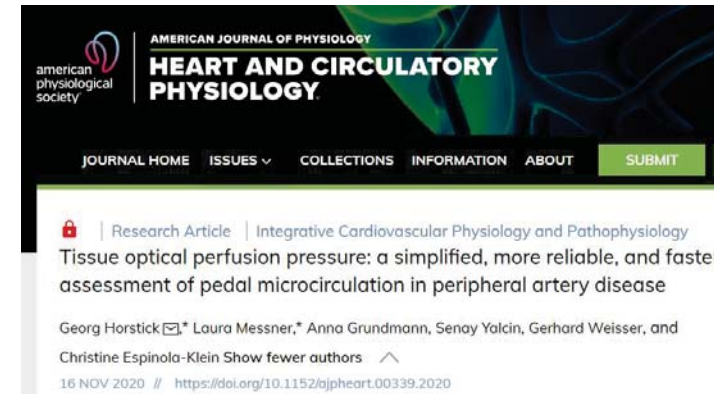 american
physiological
society
AMERICAN JOURNAL OF PHYSIOLOGY
HEART AND CIRCULATORY
PHYSIOLOGY.
JOURNAL HOME ISSUES COLLECTIONS INFORMATION ABOUT SUBMIT
Research Article | Integrative Cardiovascular Physiology and Pathophysiology
Tissue optical perfusion pressure: a simplified, more reliable, and faste
assessment of pedal microcirculation in peripheral artery disease
Georg Horstick,* Laura Messner,* Anna Grundmann, Senay Yalcin, Gerhard Weisser, and
Christine Espinola-Klein Show fewer authors
16 NOV 2020 // https://doi.org/10.1152/ajpheart.00339.2020